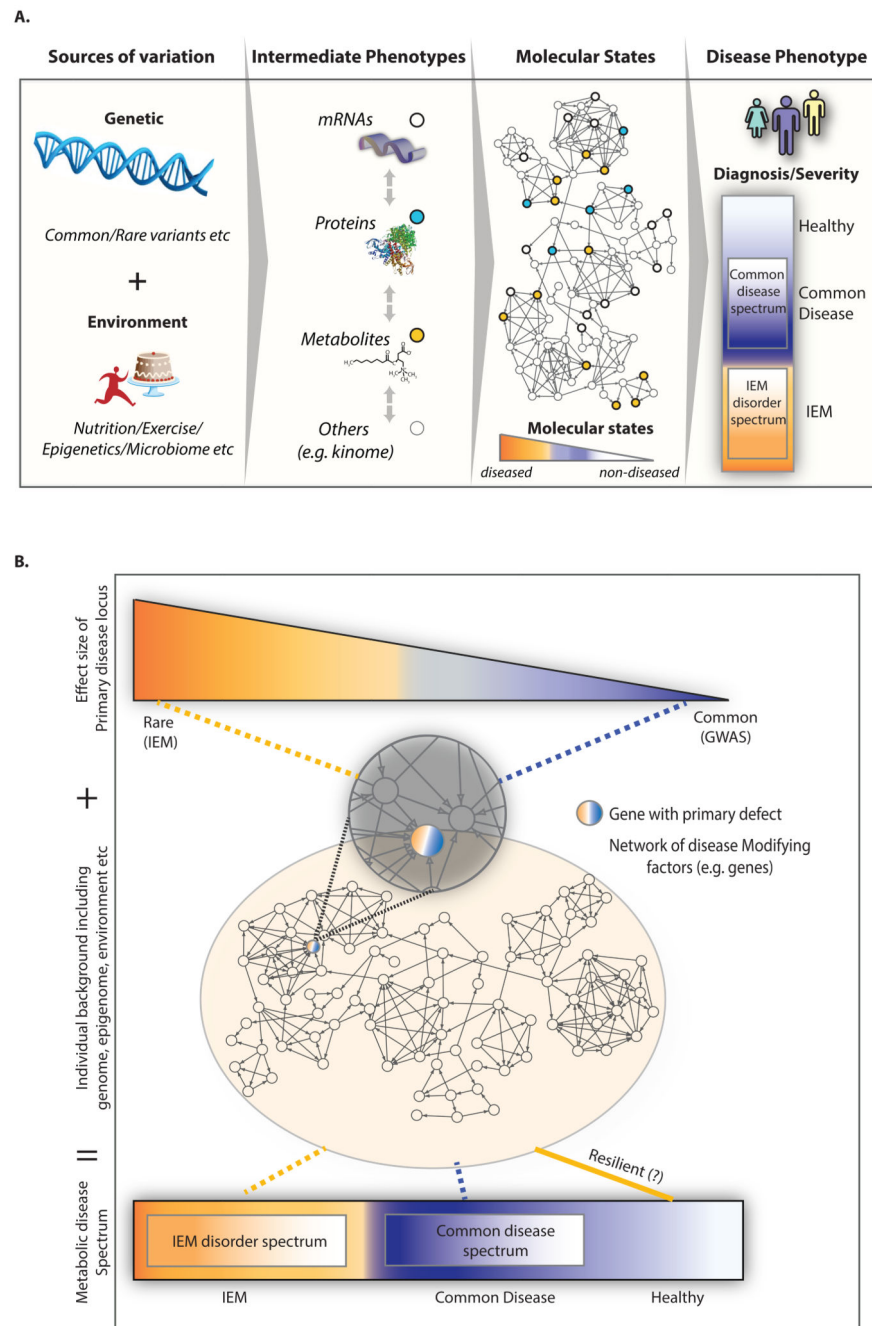 A.
Sources of variation
Intermediate Phenotypes
Molecular States
Disease Phenotype
Genetic
Common/Rare variants etc
+
Environment
Nutrition/Exercise/
Epigenetics/Microbiome etc
mRNAs
Proteins
Metabolites
Others
(e.g. kinome)
Molecular states
diseased
non-diseased
Diagnosis/Severity
Healthy
Common
disease
spectrum
Common
Disease
IEM
disorder
spectrum
IEM
B.
Effect size of
Primary disease locus
Rare
(IEM)
Common
(GWAS)
+
Gene with primary defect
Network of disease Modifying
factors (e.g. genes)
Individual background including
genome, epigenome, environment etc
=
Resilient (?)
Metabolic disease
Spectrum
IEM disorder spectrum
Common disease
spectrum
IEM
Common Disease
Healthy